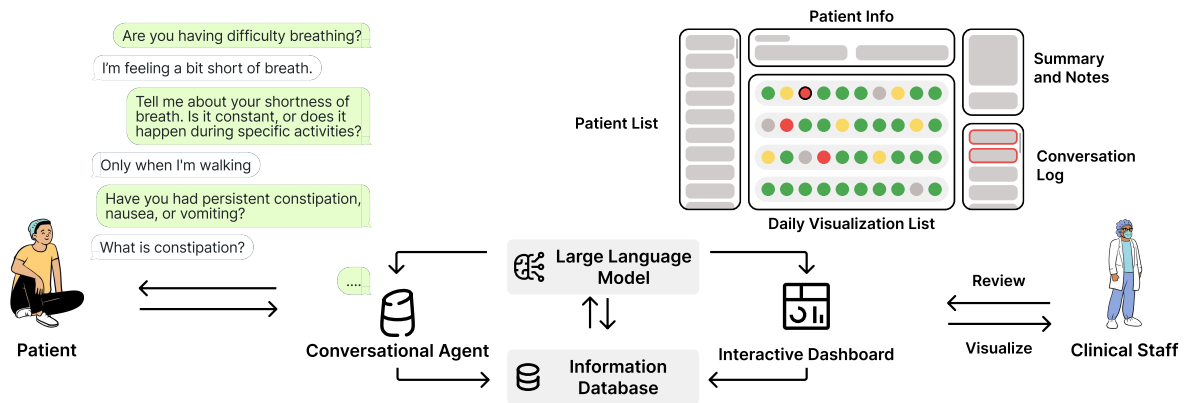 Are you having difficulty breathing?
I'm feeling a bit short of breath.
Tell me about your shortness of
breath. Is it constant, or does it
happen during specific activities?
Only when I'm walking
Have you had persistent constipation,
nausea, or vomiting?
What is constipation?
....
Patient
Conversational Agent
Large Language
Model
Information
Database
Patient Info
Patient List
Summary
and Notes
Conversation
Log
Daily Visualization List
Interactive Dashboard
Review
Visualize
Clinical Staff